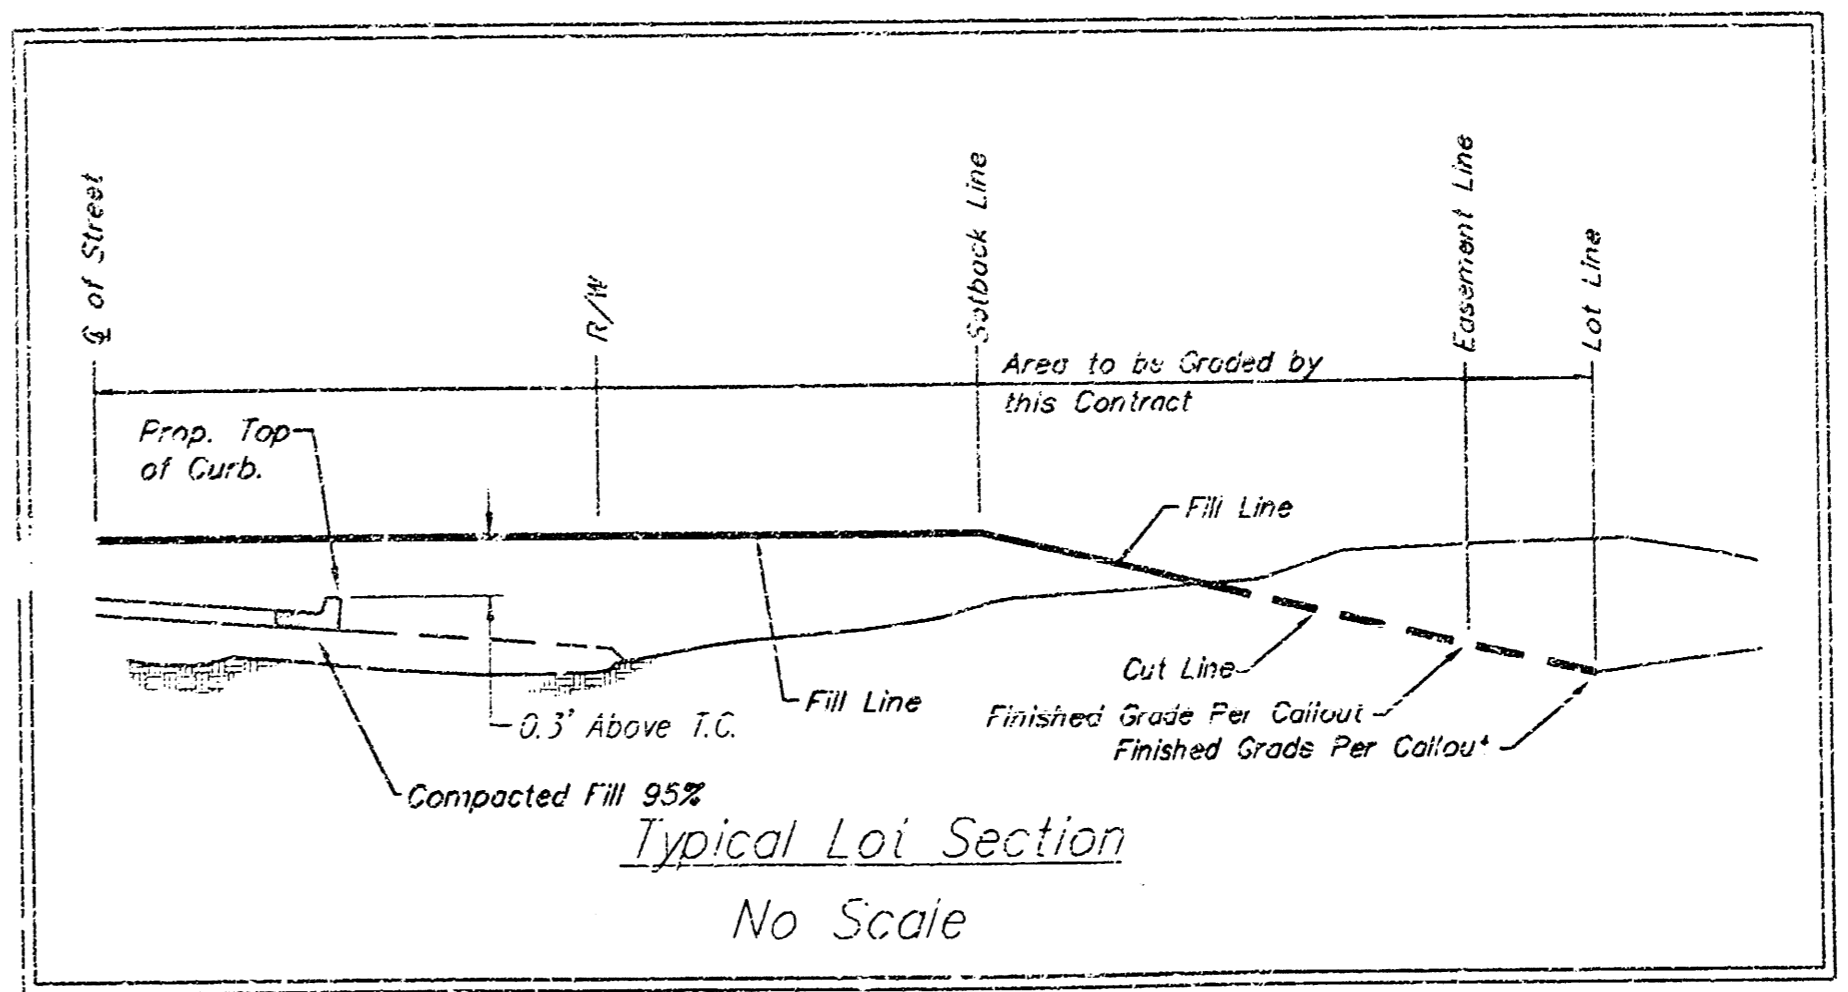 ℄ of Street
R/W
Setback Line
Easement Line
Lot Line
Area to be Graded by
this Contract
Prop. Top
of Curb.
Fill Line
Cut Line
Fill Line
Finished Grade Per Callout
0.3' Above T.C.
Finished Grade Per Callout
Compacted Fill 95%
Typical Lot Section
No Scale